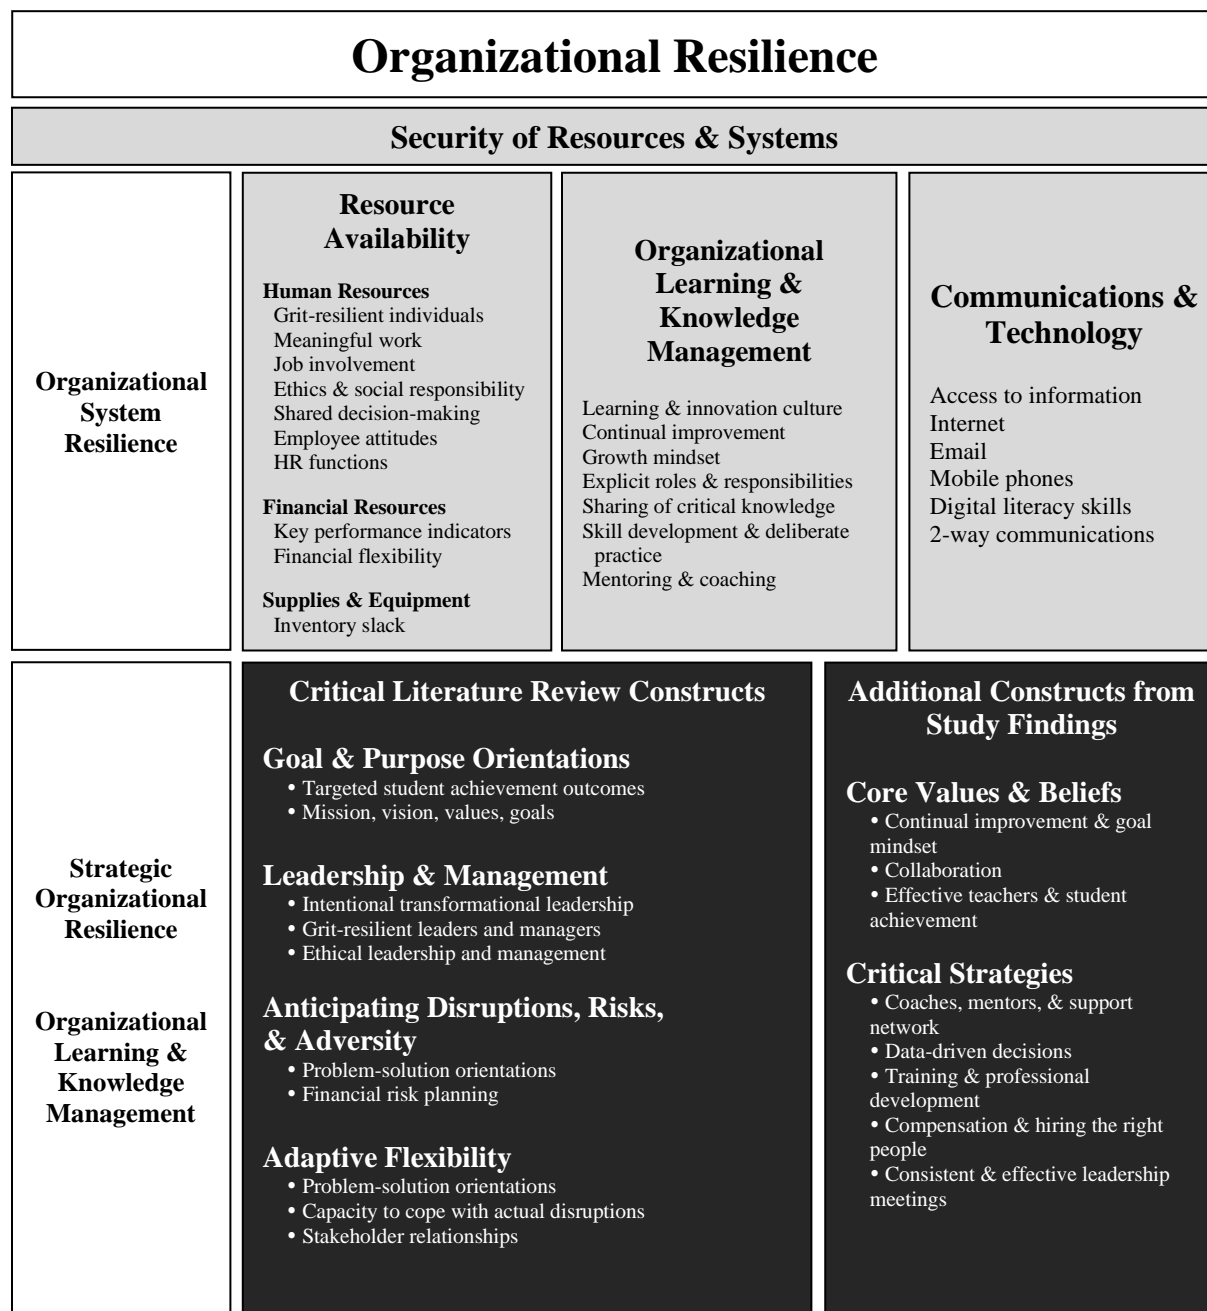 Organizational Resilience
Security of Resources & Systems
Organizational
System
Resilience
Resource
Availability
Human Resources
Grit-resilient individuals
Meaningful work
Job involvement
Ethics & social responsibility
Shared decision-making
Employee attitudes
HR functions
Financial Resources
Key performance indicators
Financial flexibility
Supplies & Equipment
Inventory slack
Organizational
Learning &
Knowledge
Management
Learning & innovation culture
Continual improvement
Growth mindset
Explicit roles & responsibilities
Sharing of critical knowledge
Skill development & deliberate
practice
Mentoring & coaching
Communications &
Technology
Access to information
Internet
Email
Mobile phones
Digital literacy skills
2-way communications
Strategic
Organizational
Resilience
Organizational
Learning &
Knowledge
Management
Critical Literature Review Constructs
Goal & Purpose Orientations
• Targeted student achievement outcomes
• Mission, vision, values, goals
Leadership & Management
• Intentional transformational leadership
• Grit-resilient leaders and managers
• Ethical leadership and management
Anticipating Disruptions, Risks,
& Adversity
• Problem-solution orientations
• Financial risk planning
Adaptive Flexibility
• Problem-solution orientations
• Capacity to cope with actual disruptions
• Stakeholder relationships
Additional Constructs from
Study Findings
Core Values & Beliefs
• Continual improvement & goal
mindset
• Collaboration
• Effective teachers & student
achievement
Critical Strategies
• Coaches, mentors, & support
network
• Data-driven decisions
• Training & professional
development
• Compensation & hiring the right
people
• Consistent & effective leadership
meetings